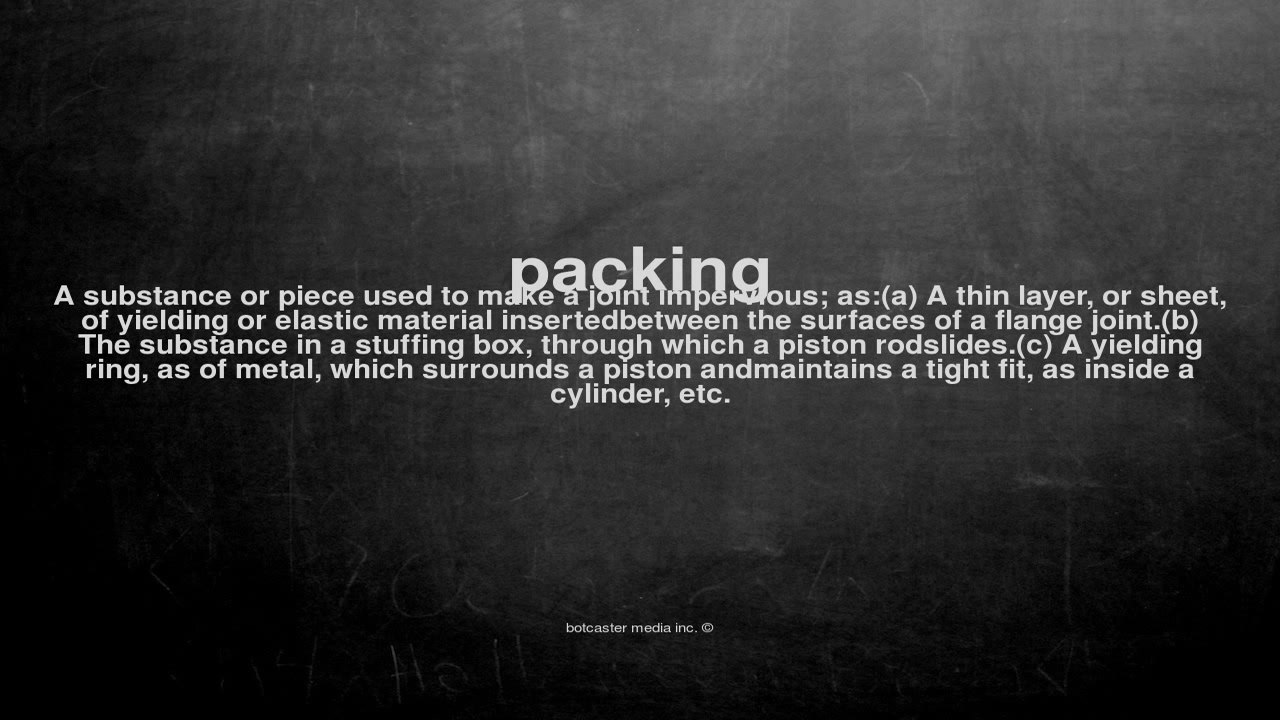 packing
A substance or piece used to make a joint impervious; as:(a) A thin layer, or sheet,
of yielding or elastic material insertedbetween the surfaces of a flange joint.(b)
The substance in a stuffing box, through which a piston rodslides.(c) A yielding
ring, as of metal, which surrounds a piston andmaintains a tight fit, as inside a
cylinder, etc.
botcaster media inc. ©